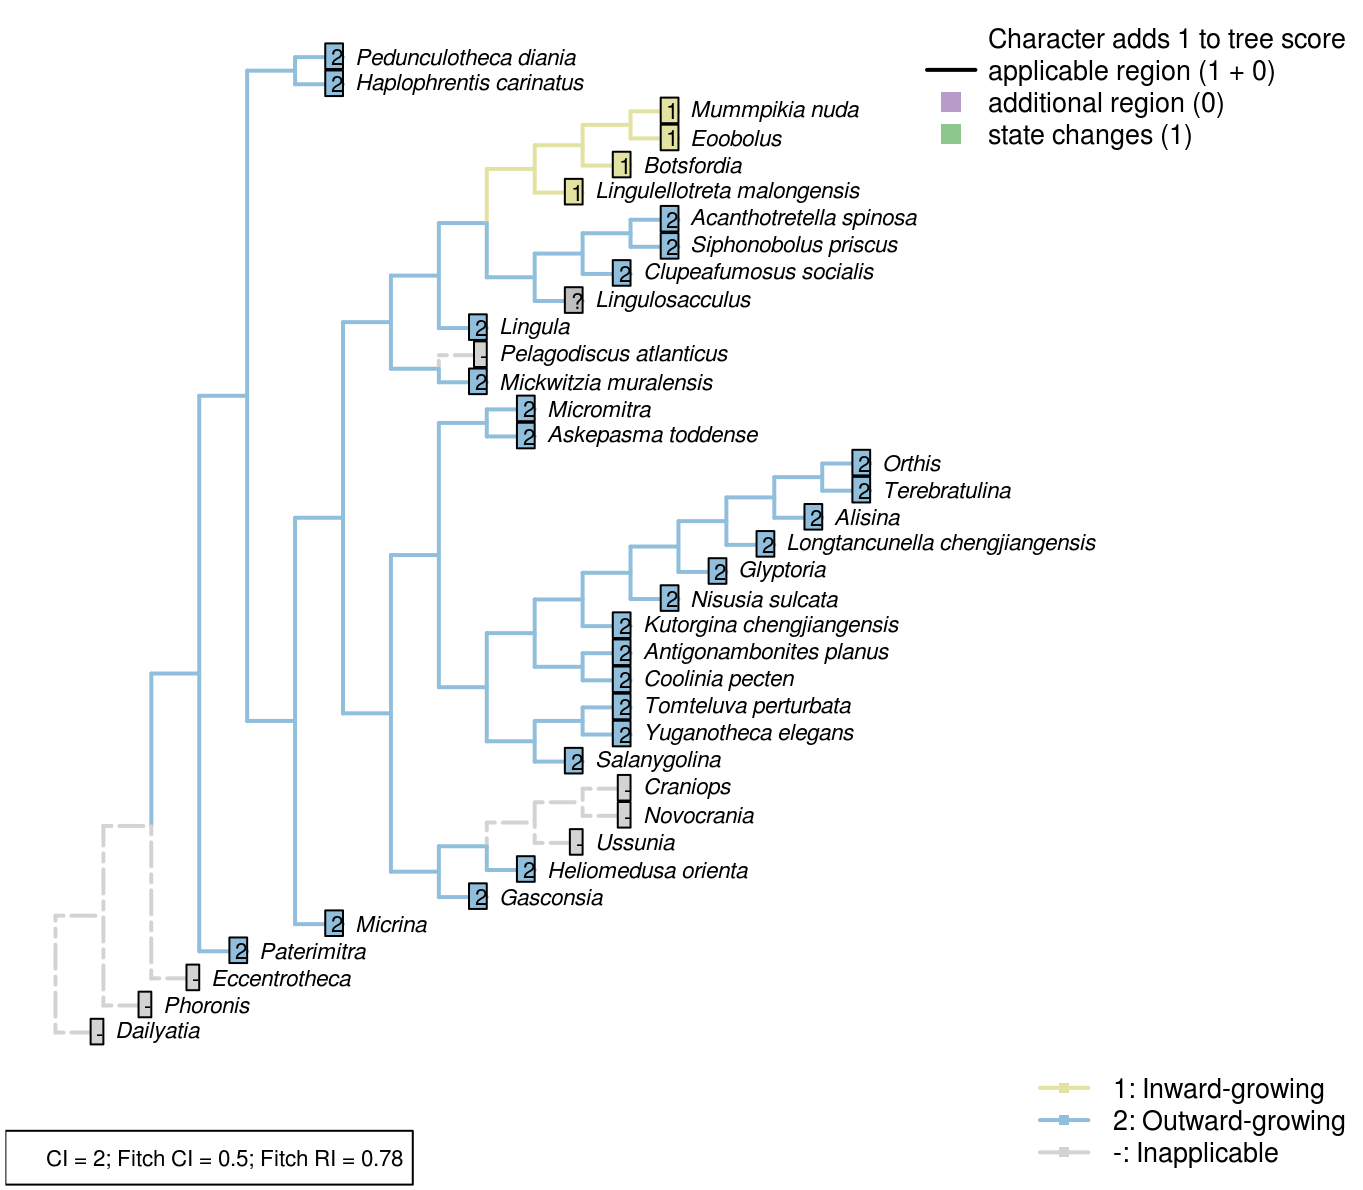 Character adds 1 to tree score
applicable region (1 + 0)
additional region (0)
state changes (1)
2 Pedunculotheca diania
2 Haplophrentis carinatus
1 Mummpikia nuda
1 Eoobolus
1 Botsfordia
1 Lingulellotreta malongensis
2 Acanthotretella spinosa
2 Siphonobolus priscus
2 Clupeafumosus socialis
? Lingulosacculus
2 Lingula
- Pelagodiscus atlanticus
2 Mickwitzia muralensis
2 Micromitra
2 Askepasma toddense
2 Orthis
2 Terebratulina
2 Alisina
2 Longtancunella chengjiangensis
2 Glyptoria
2 Nisusia sulcata
2 Kutorgina chengjiangensis
2 Antigonambonites planus
2 Coolinia pecten
2 Tomteluva perturbata
2 Yuganotheca elegans
2 Salanygolina
- Craniops
- Novocrania
- Ussunia
2 Heliomedusa orienta
2 Gasconsia
2 Micrina
2 Paterimitra
- Eccentrotheca
- Phoronis
- Dailyatia
1: Inward-growing
2: Outward-growing
-: Inapplicable
CI = 2; Fitch CI = 0.5; Fitch RI = 0.78